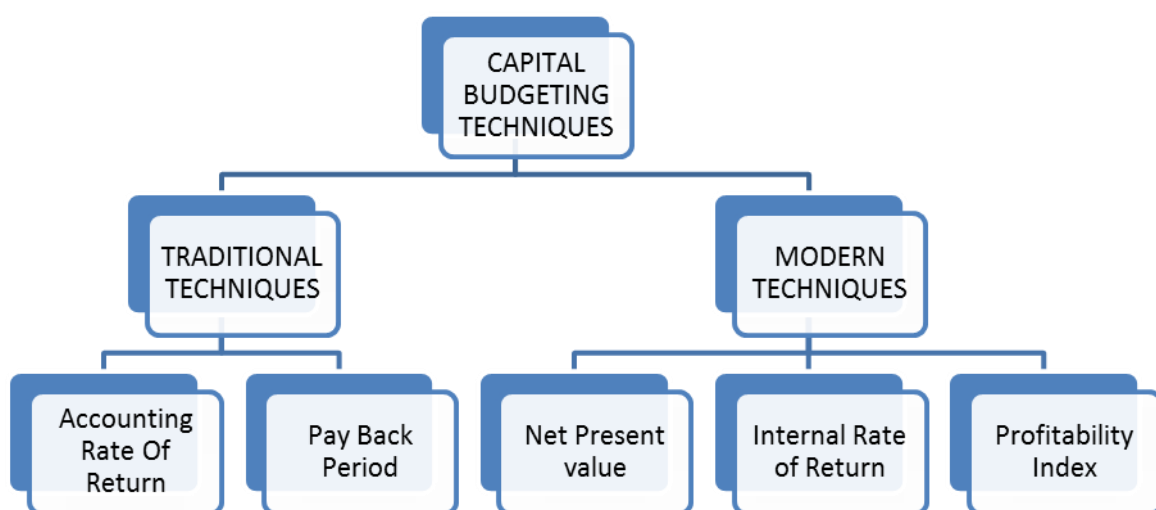 CAPITAL
BUDGETING
TECHNIQUES
TRADITIONAL
TECHNIQUES
MODERN
TECHNIQUES
Accounting
Rate Of
Return
Pay Back
Period
Net Present
value
Internal Rate
of Return
Profitability
Index